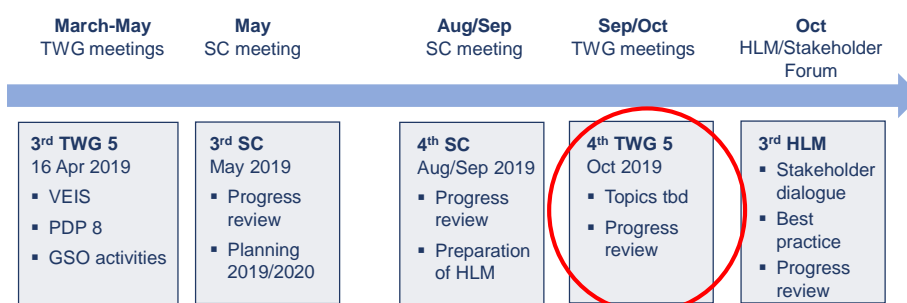 March-May
TWG meetings
May
SC meeting
Aug/Sep
SC meeting
Sep/Oct
TWG meetings
Oct
HLM/Stakeholder
Forum
3rd TWG 5
16 Apr 2019
▪ VEIS
▪ PDP 8
▪ GSO activities
3rd SC
May 2019
▪ Progress
review
▪ Planning
2019/2020
4th SC
Aug/Sep 2019
▪ Progress
review
▪ Preparation
of HLM
4th TWG 5
Oct 2019
▪ Topics tbd
▪ Progress
review
3rd HLM
▪ Stakeholder
dialogue
▪ Best
practice
▪ Progress
review